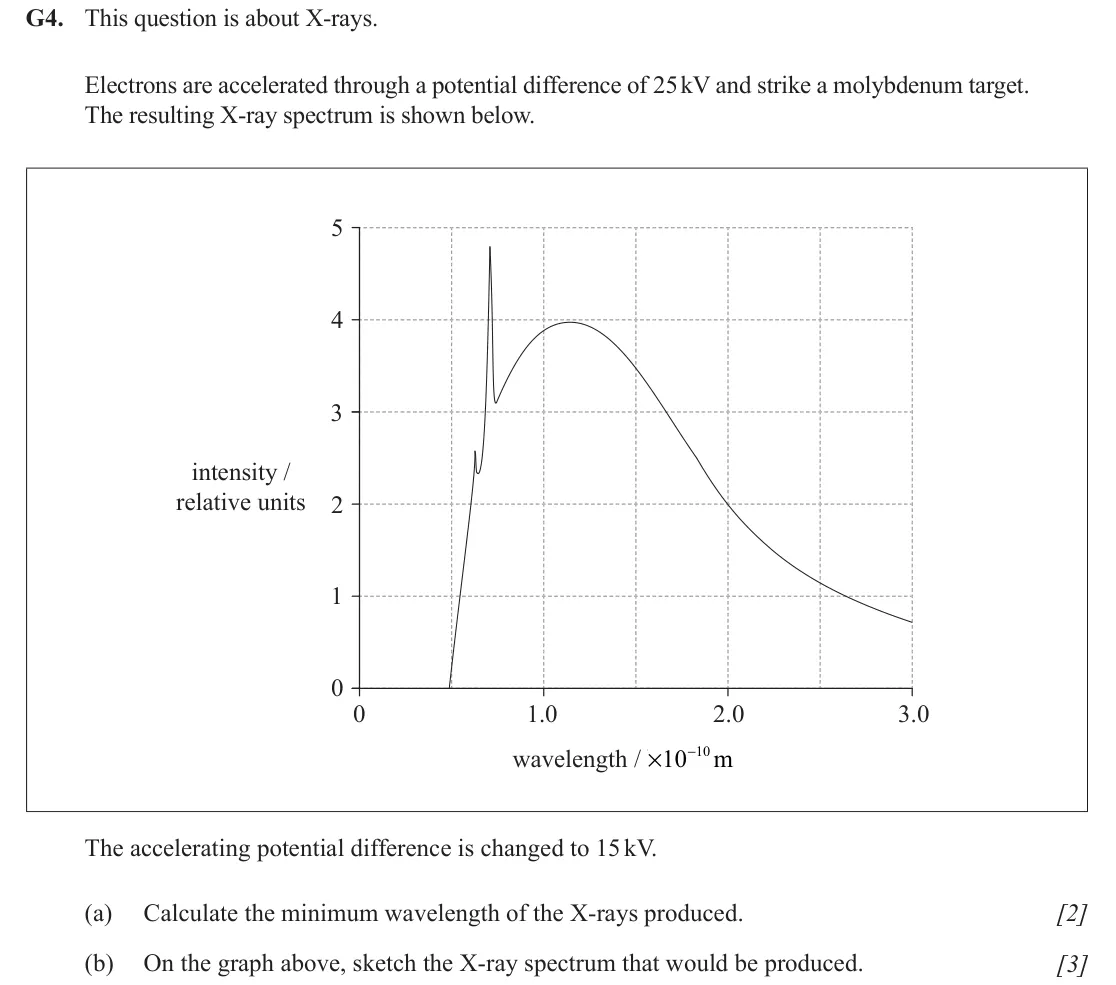 G4. This question is about X-rays.
Electrons are accelerated through a potential difference of 25 kV and strike a molybdenum target.
The resulting X-ray spectrum is shown below.
5
4
3
intensity /
relative units
2
1
0
0 1.0 2.0 3.0
wavelength / ×10⁻¹⁰ m
The accelerating potential difference is changed to 15 kV.
(a) Calculate the minimum wavelength of the X-rays produced. [2]
(b) On the graph above, sketch the X-ray spectrum that would be produced. [3]